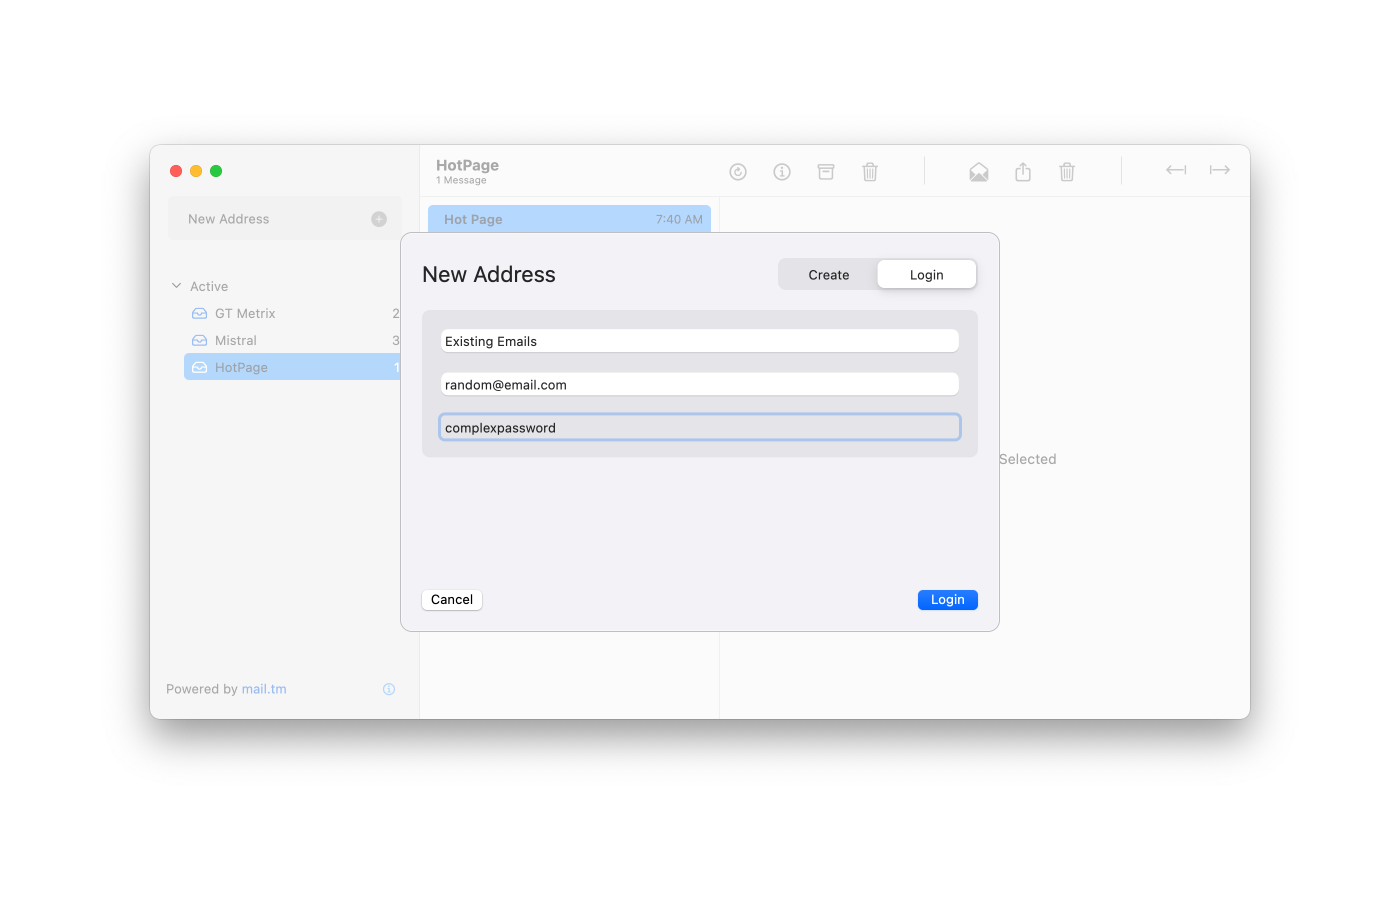 HotPage
1 Message
New Address
Hot Page 7:40 AM
Active
GT Metrix 2
Mistral 3
HotPage 1
New Address
Create
Login
Existing Emails
random@email.com
complexpassword
Selected
Cancel
Login
Powered by mail.tm